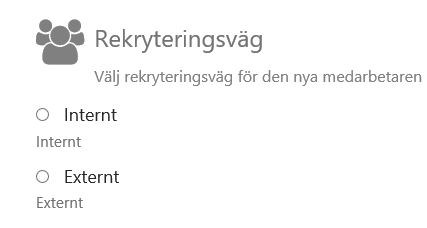 Rekryteringsväg
Välj rekryteringsväg för den nya medarbetaren
Internt
Internt
Externt
Externt